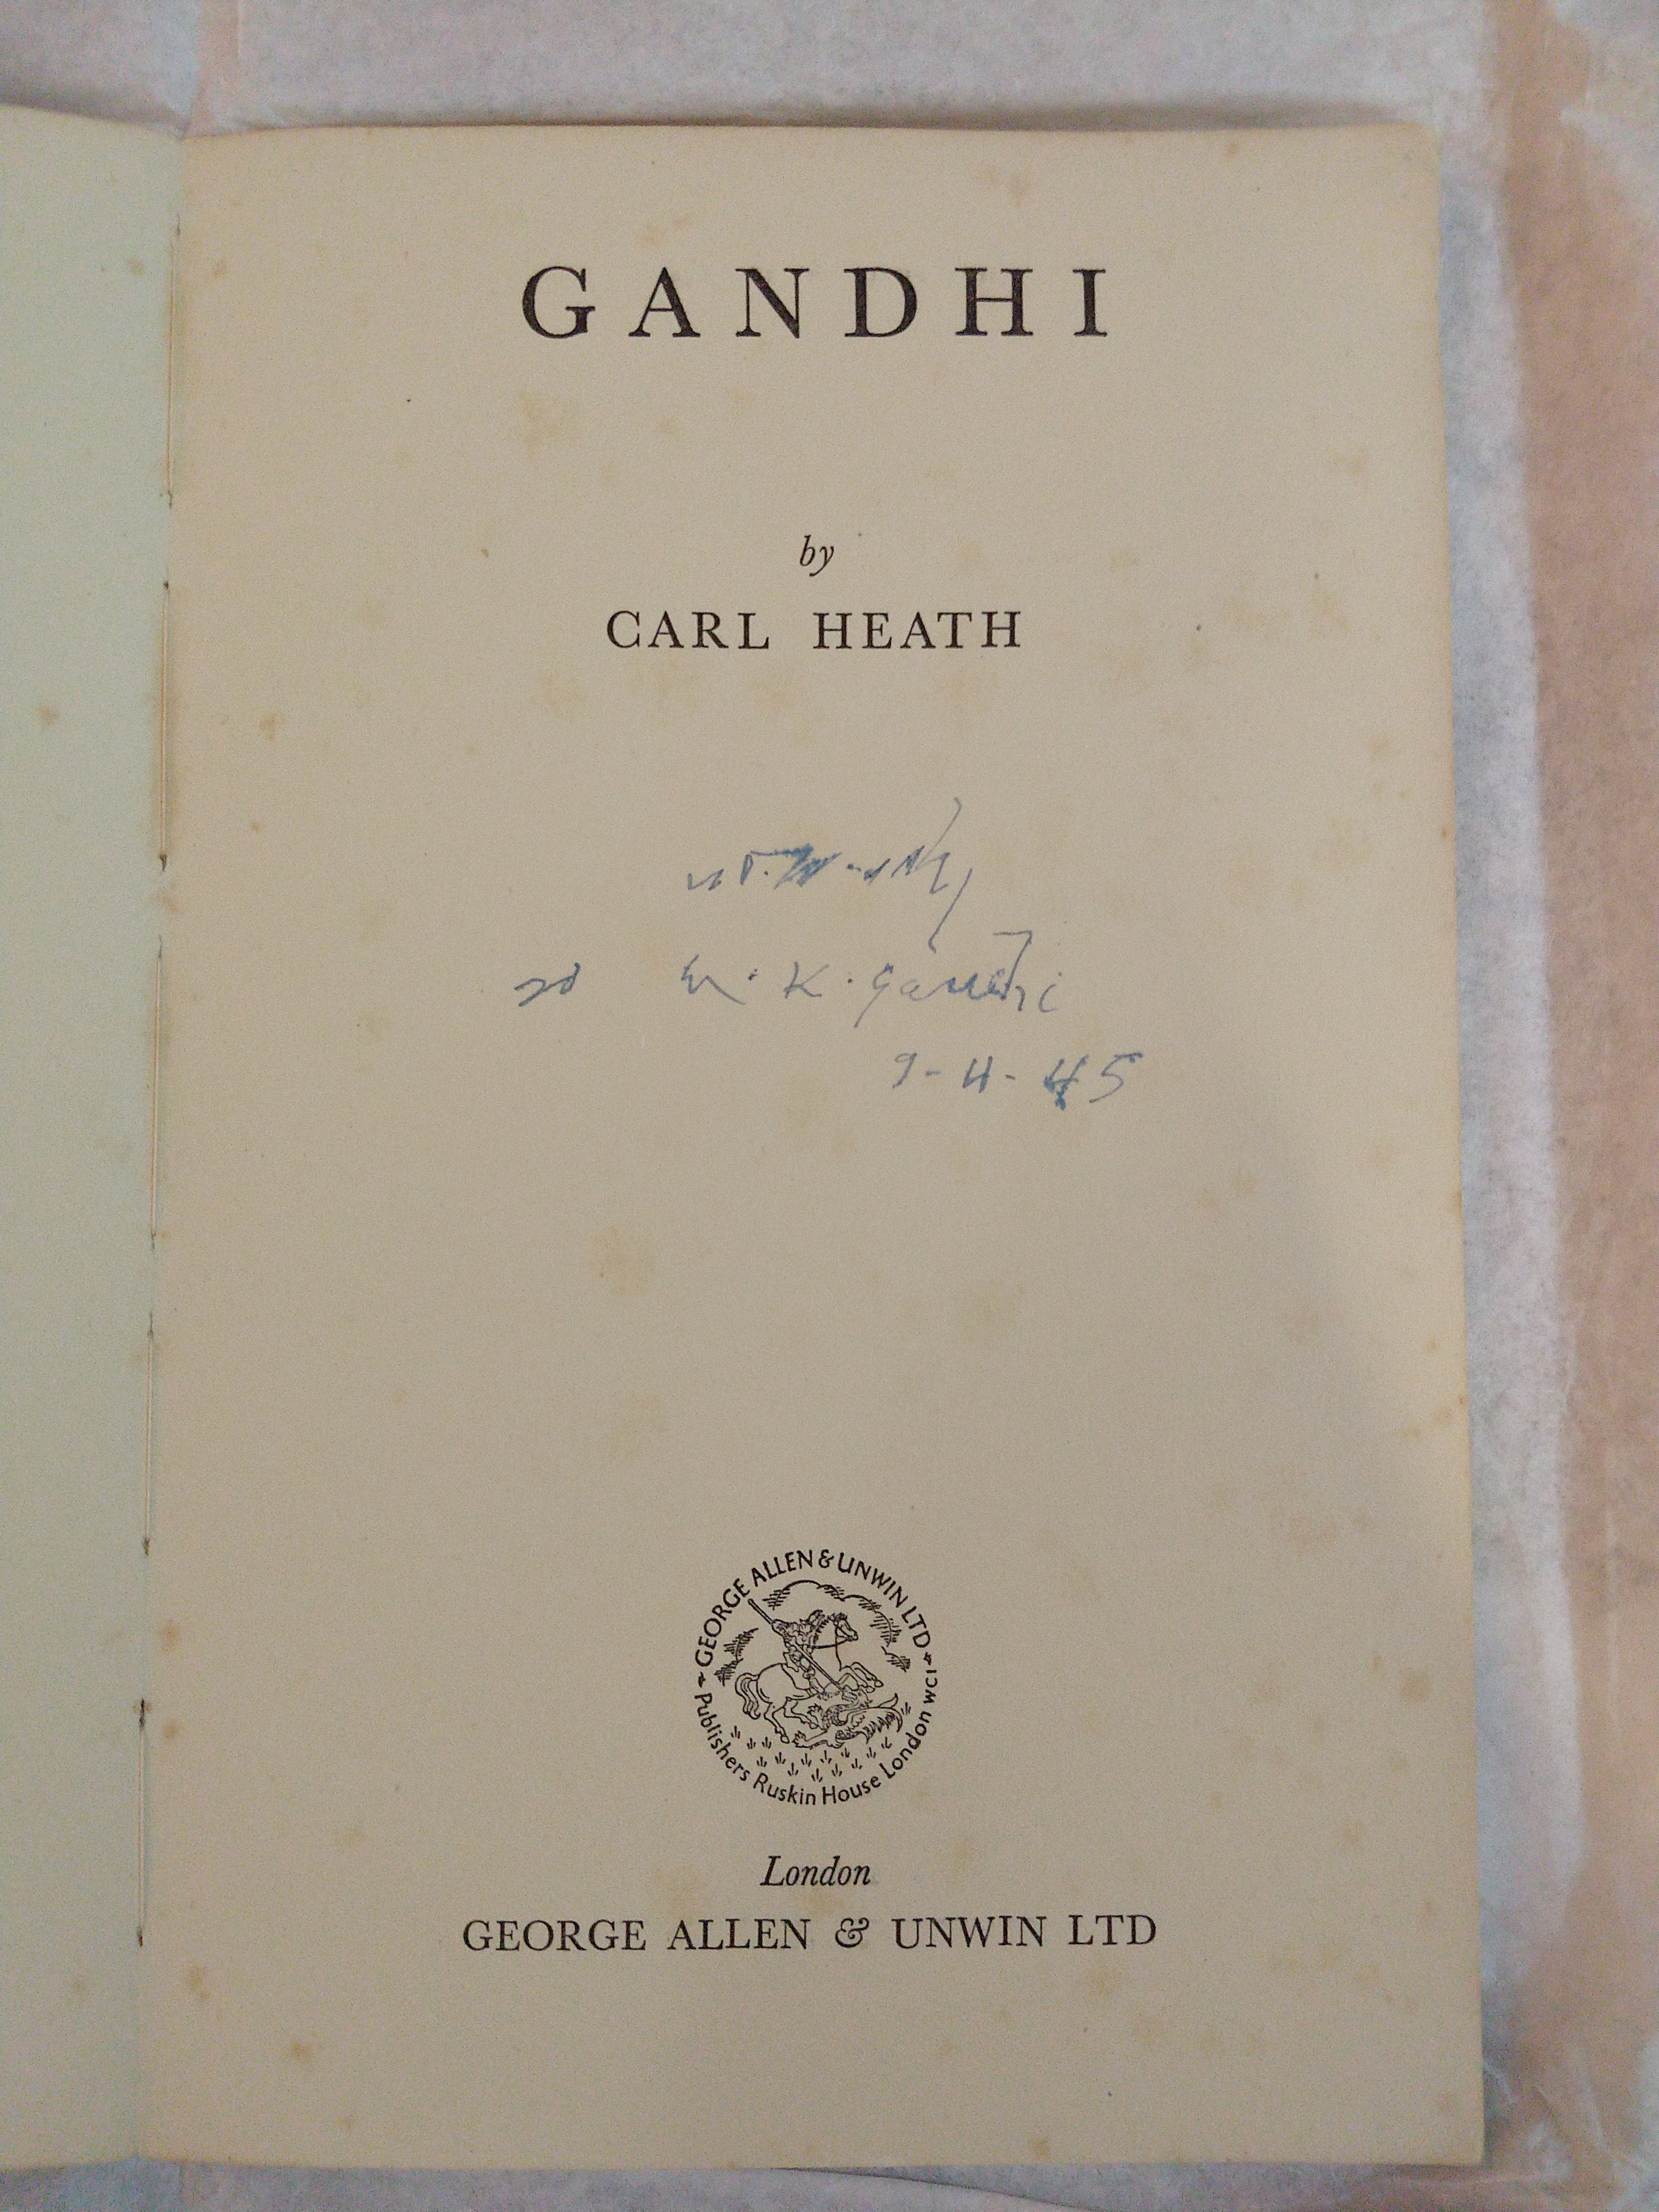 GANDHI
by
CARL HEATH
M. K. Gandhi
9-4-45
GEORGE ALLEN & UNWIN LTD
Publishers Ruskin House London WC1
London
GEORGE ALLEN & UNWIN LTD